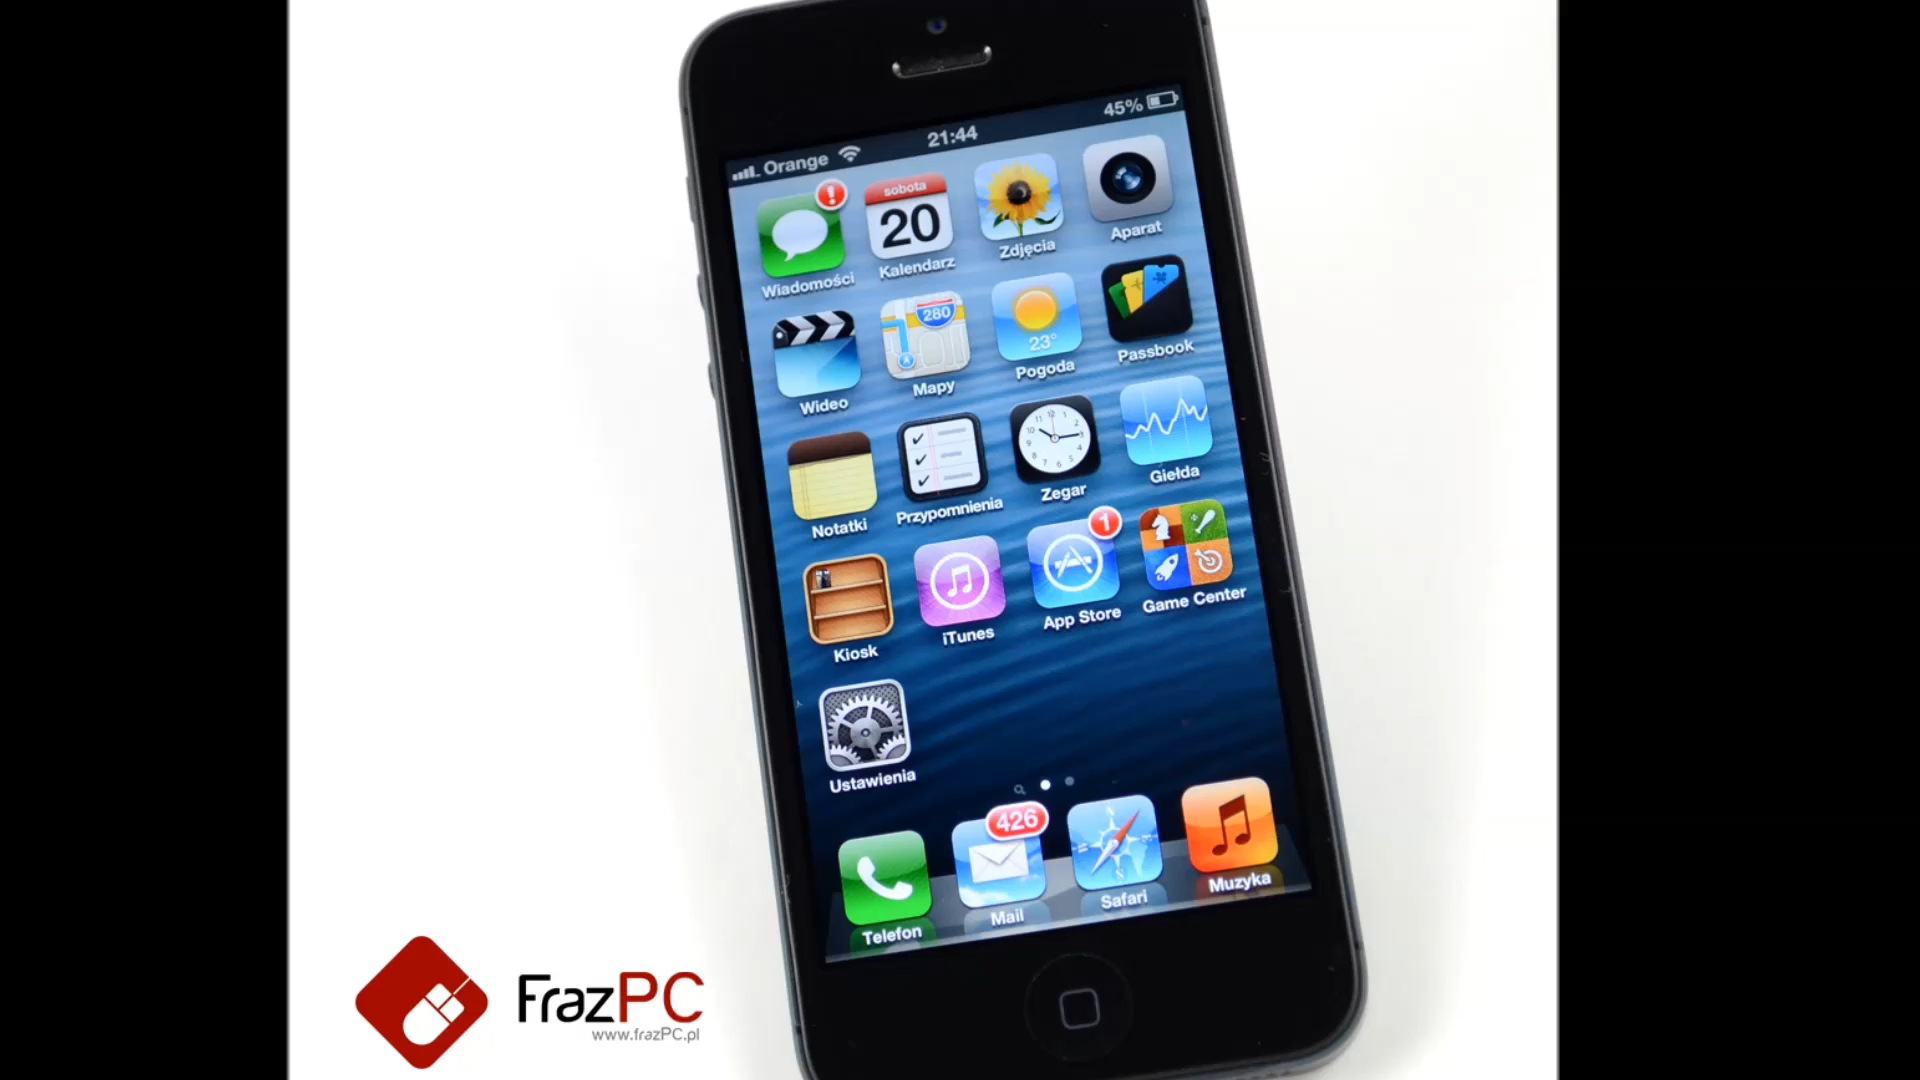 45%
21:44
Orange
!
sobota
20
Wiadomości
Kalendarz
Zdjęcia
Aparat
280
23°
Wideo
Mapy
Pogoda
Passbook
Notatki
Przypomnienia
Zegar
Giełda
1
Kiosk
iTunes
App Store
Game Center
Ustawienia
426
Telefon
Mail
Safari
Muzyka
FrazPC
www.frazPC.pl